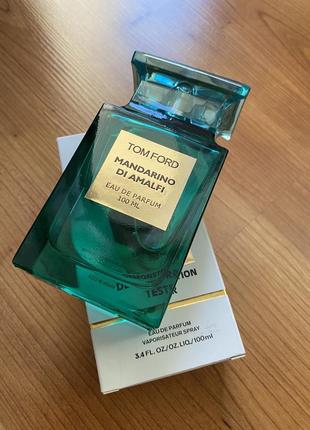 TOM FORD
MANDARINO
DI AMALFI
EAU DE PARFUM
100 ML
TESTR
EAU DE PARFUM
VAPORISATEUR SPRAY
3.4 FL. OZ./OZ. LIQ./100ml